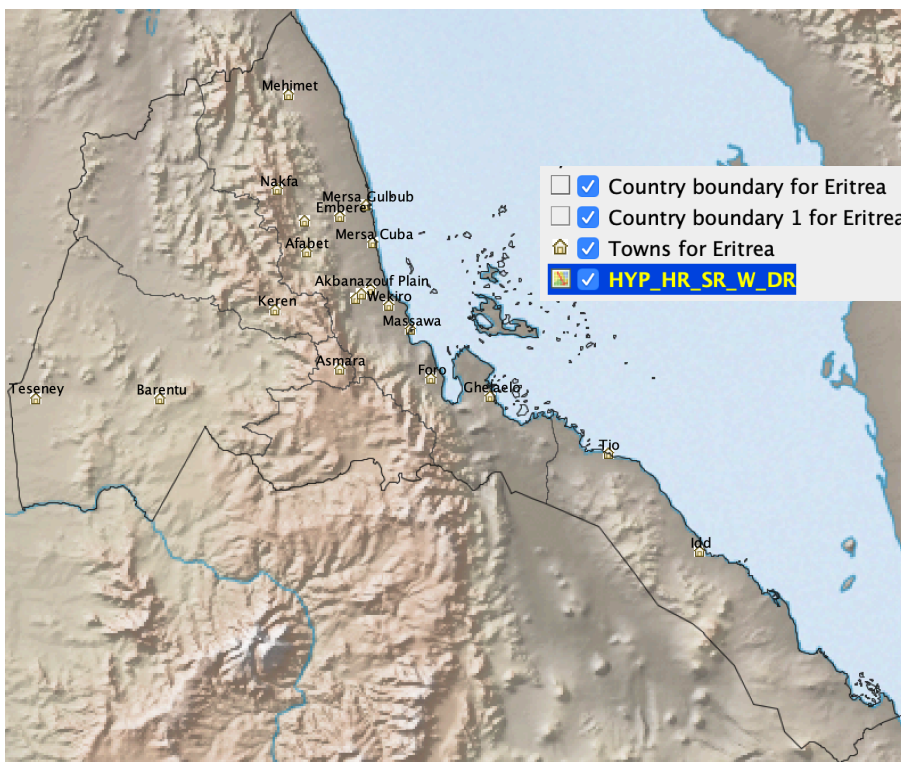 Mehimet
Nakfa
Mersa Gulbub
Embere
Mersa Cuba
Afabet
Akbanazouf Plain
Wekiro
Keren
Massawa
Asmara
Foro
Teseney
Barentu
Ghelaelo
Tio
Idd
Country boundary for Eritrea
Country boundary 1 for Eritrea
Towns for Eritrea
HYP_HR_SR_W_DR